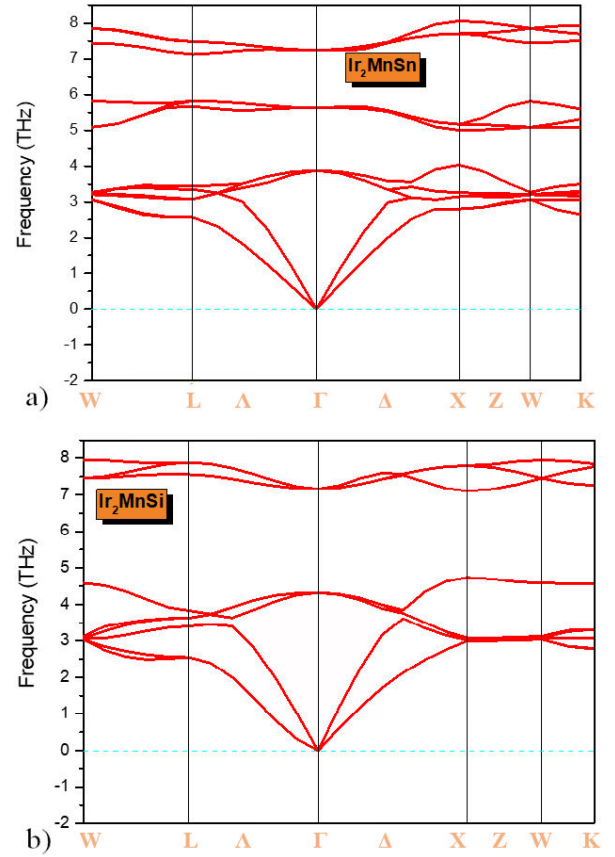 8
7
6
5
4
3
2
1
0
-1
-2
Frequency (THz)
Ir₂MnSn
a)
W L Λ Γ Δ X Z W K
8
7
6
5
4
3
2
1
0
-1
-2
Frequency (THz)
Ir₂MnSi
b)
W L Λ Γ Δ X Z W K